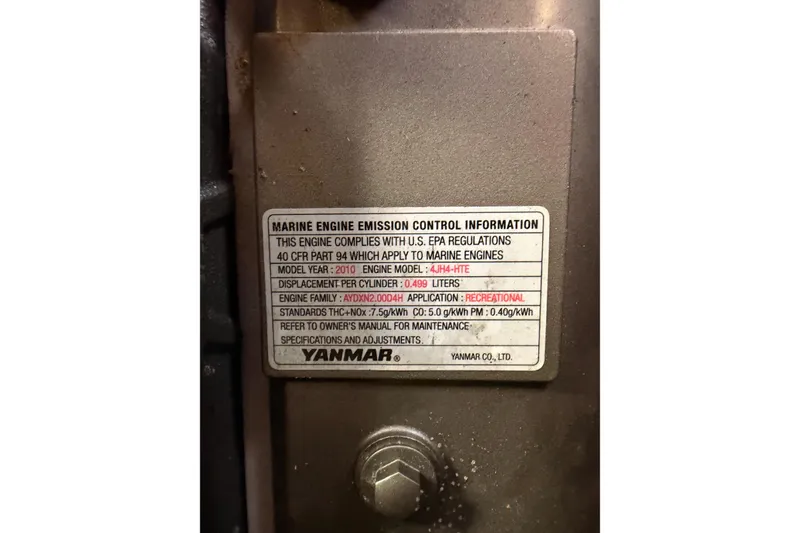 MARINE ENGINE EMISSION CONTROL INFORMATION
THIS ENGINE COMPLIES WITH U.S. EPA REGULATIONS
40 CFR PART 94 WHICH APPLY TO MARINE ENGINES
MODEL YEAR : 2010 ENGINE MODEL : 4JH4-HTE
DISPLACEMENT PER CYLINDER : 0.499 LITERS
ENGINE FAMILY : AYDXN2.00D4H APPLICATION : RECREATIONAL
STANDARDS THC+NOx :7.5g/kWh CO: 5.0 g/kWh PM : 0.40g/kWh
REFER TO OWNER'S MANUAL FOR MAINTENANCE
SPECIFICATIONS AND ADJUSTMENTS.
YANMAR® YANMAR CO., LTD.